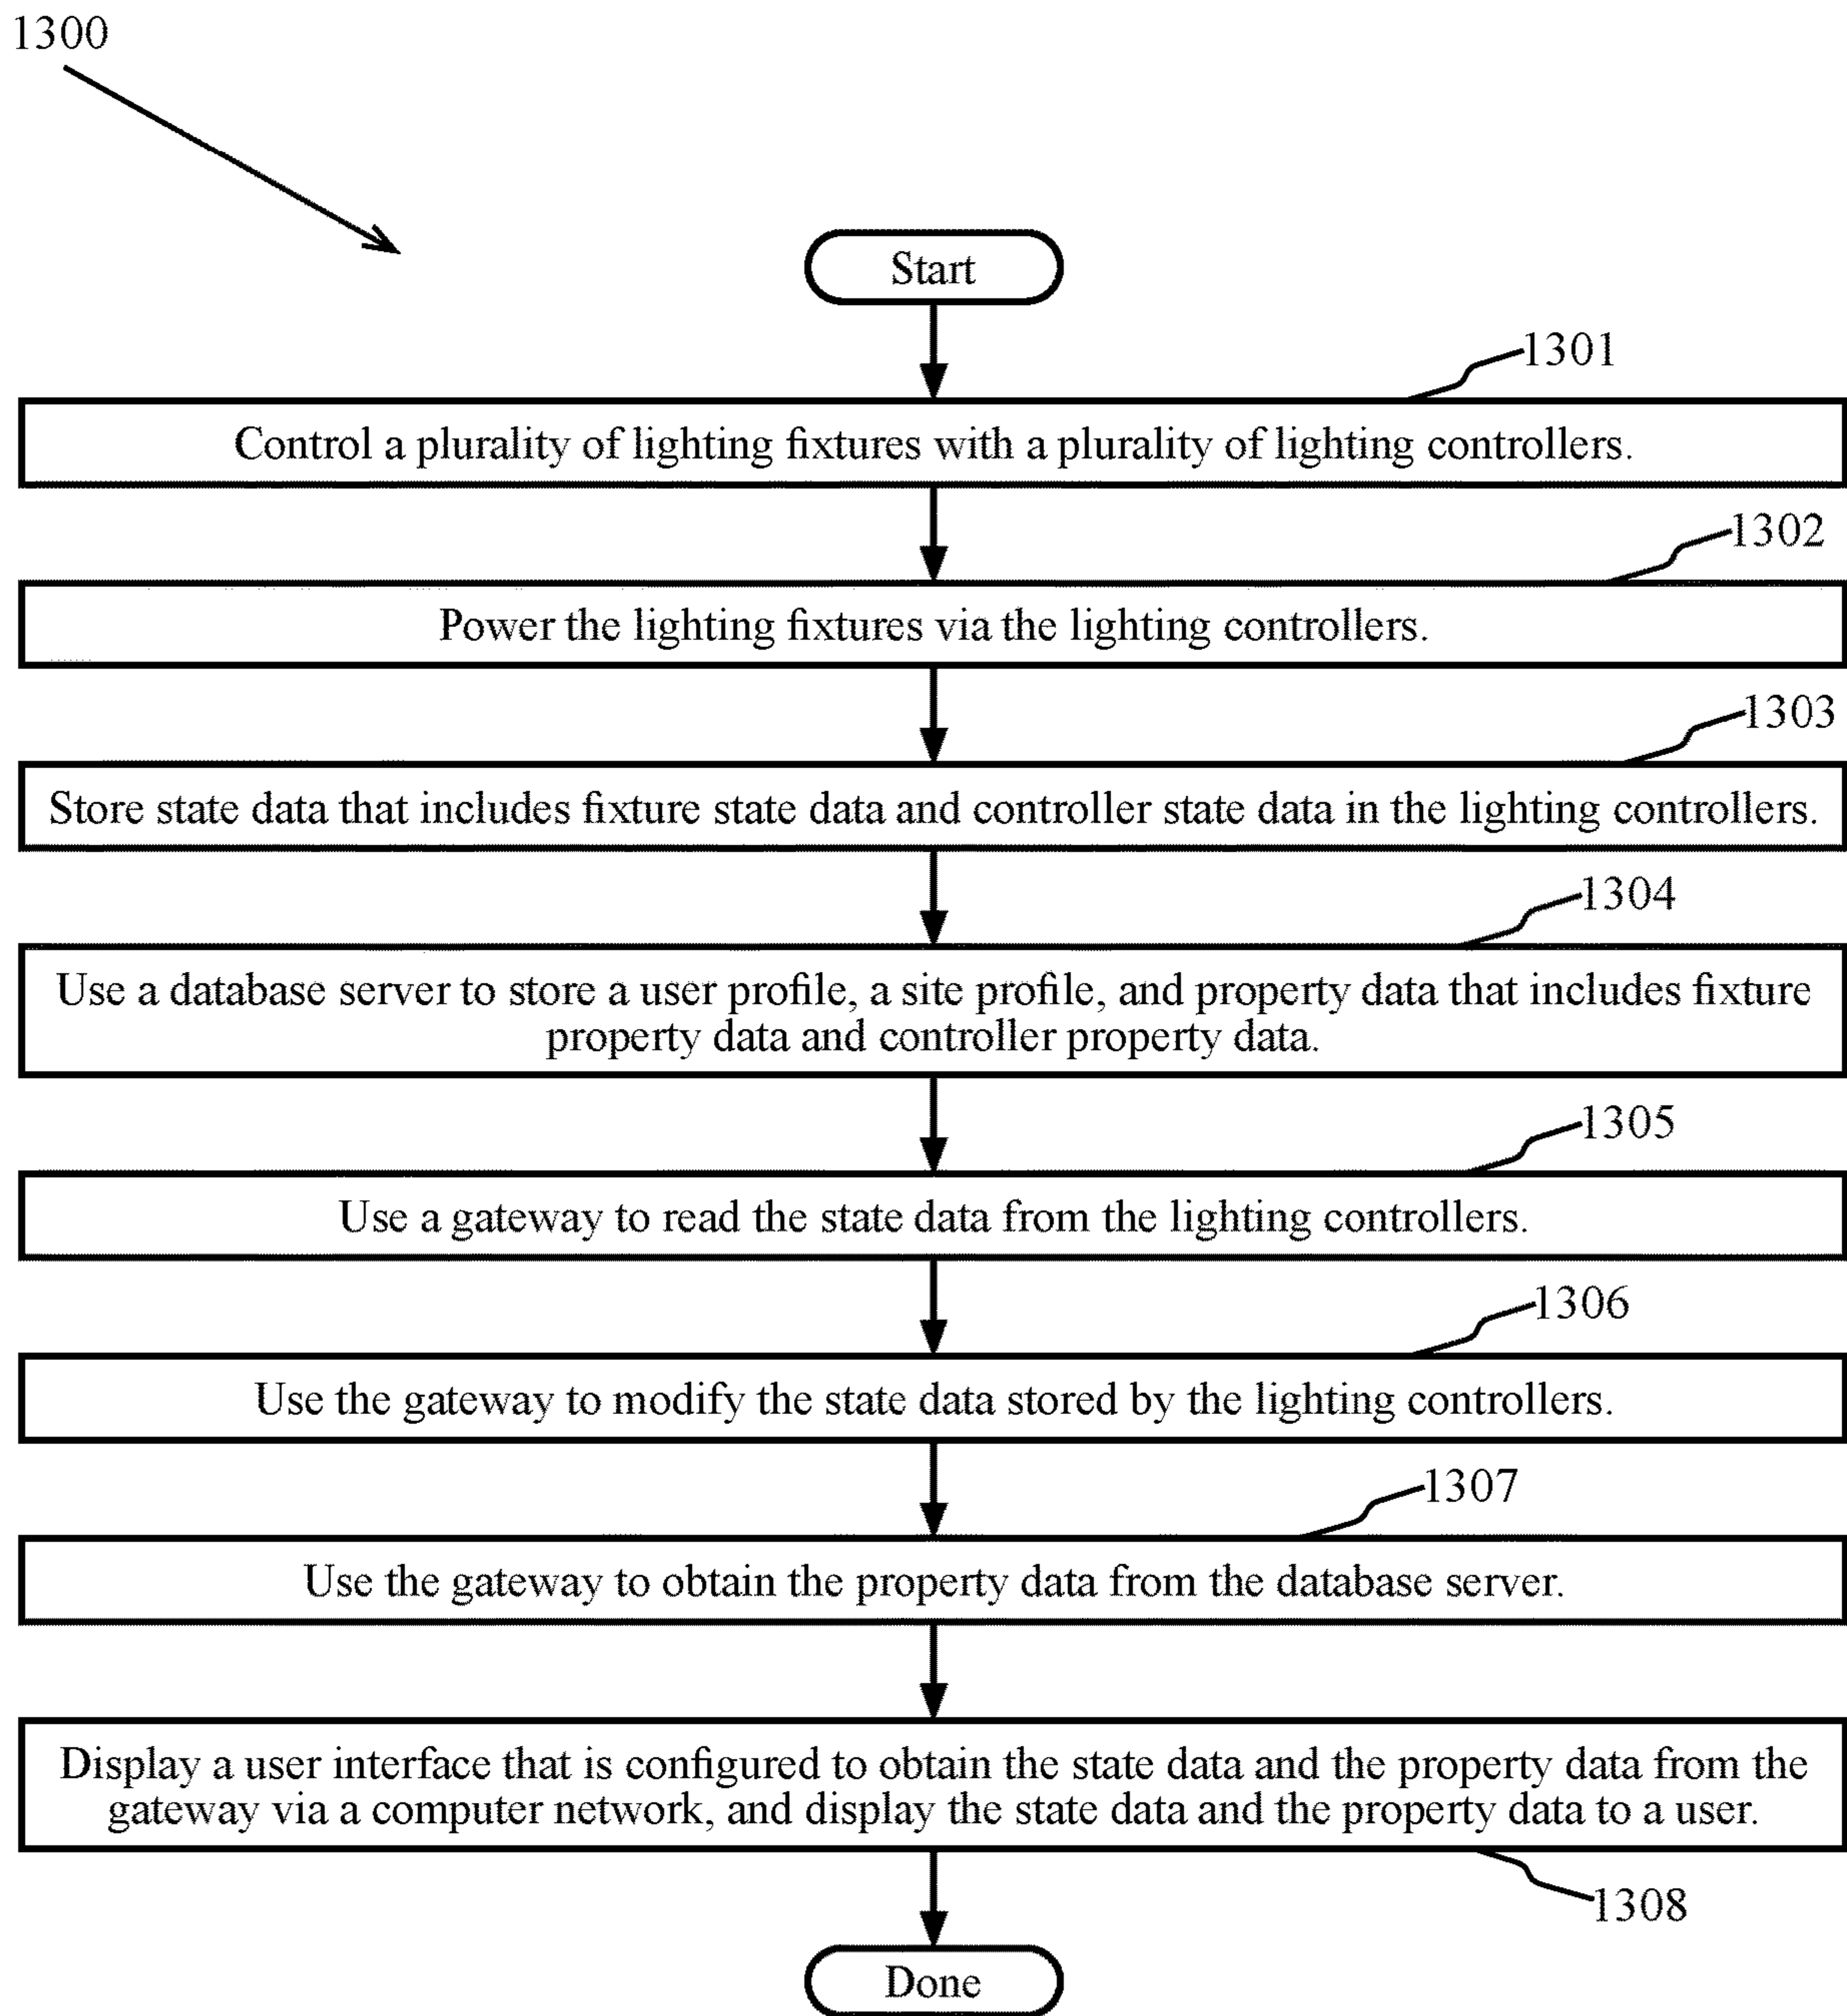 1300
Start
1301
Control a plurality of lighting fixtures with a plurality of lighting controllers.
1302
Power the lighting fixtures via the lighting controllers.
1303
Store state data that includes fixture state data and controller state data in the lighting controllers.
1304
Use a database server to store a user profile, a site profile, and property data that includes fixture
property data and controller property data.
1305
Use a gateway to read the state data from the lighting controllers.
1306
Use the gateway to modify the state data stored by the lighting controllers.
1307
Use the gateway to obtain the property data from the database server.
Display a user interface that is configured to obtain the state data and the property data from the
gateway via a computer network, and display the state data and the property data to a user.
1308
Done